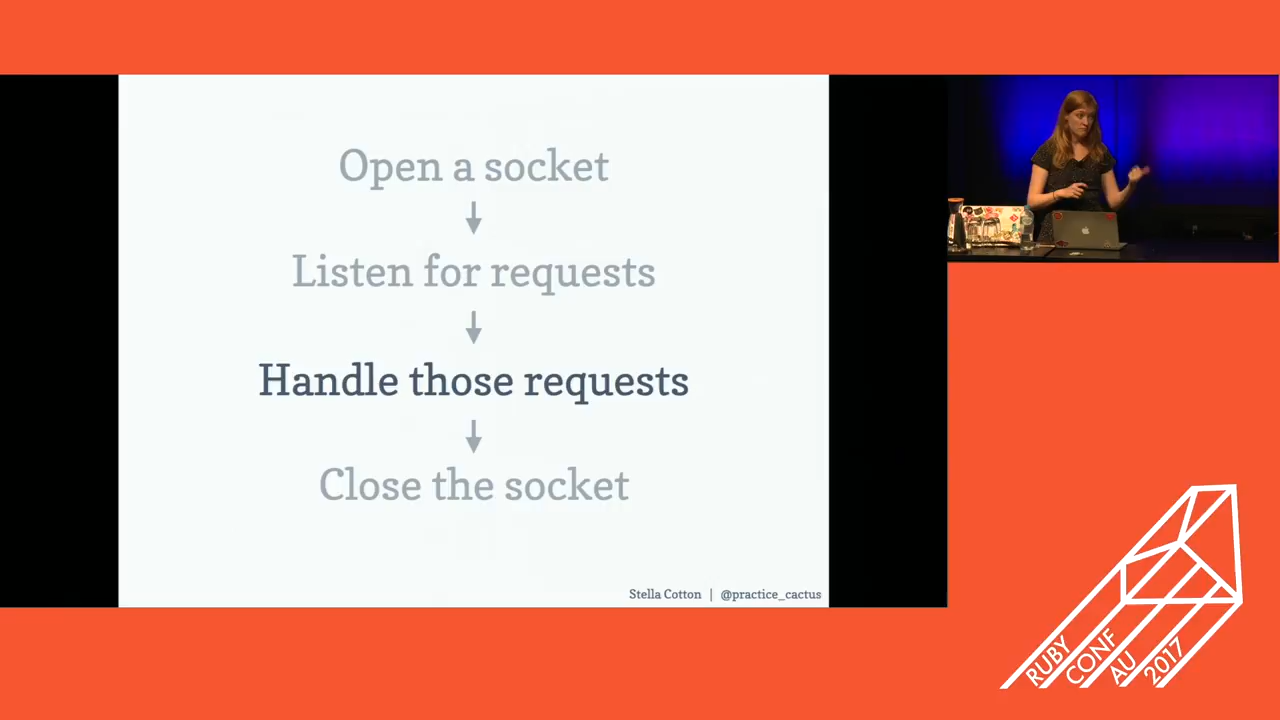 Open a socket
Listen for requests
Handle those requests
Close the socket
Stella Cotton | @practice_cactus
RUBY
CONF
AU
2017